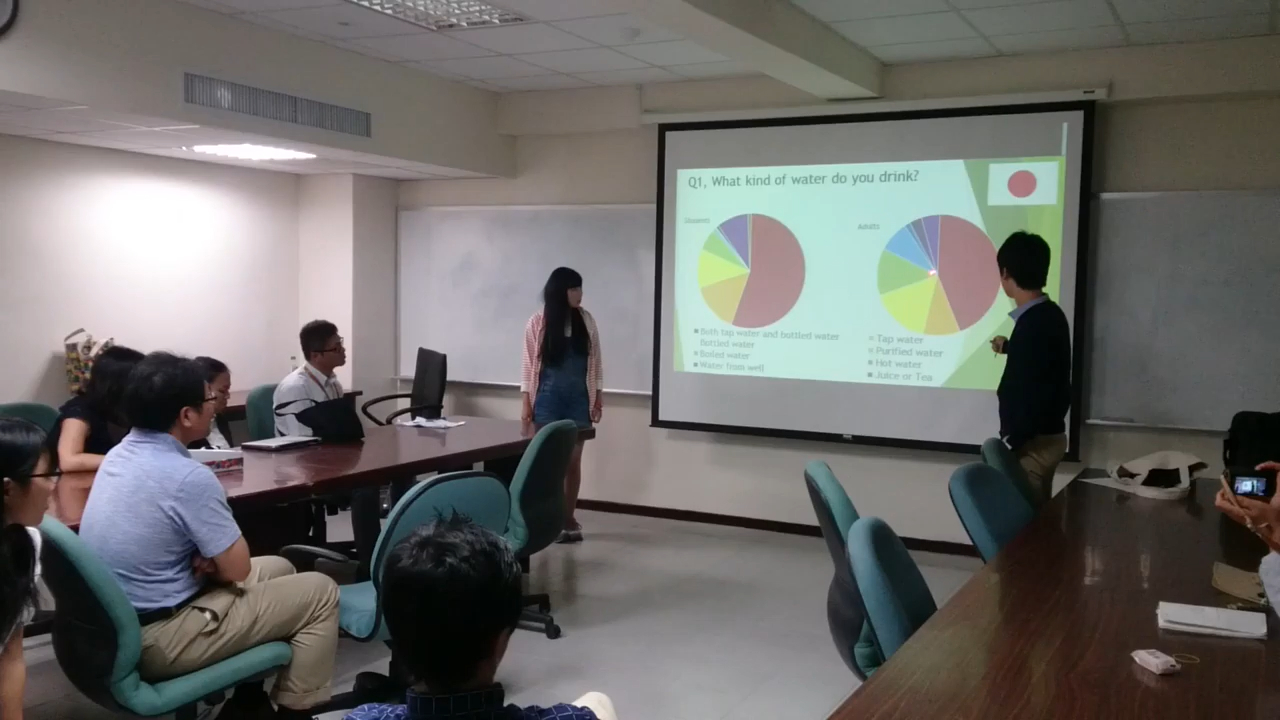 Q1, What kind of water do you drink?
Students
Adults
Both tap water and bottled water
Bottled water
Boiled water
Water from well
Tap water
Purified water
Hot water
Juice or Tea